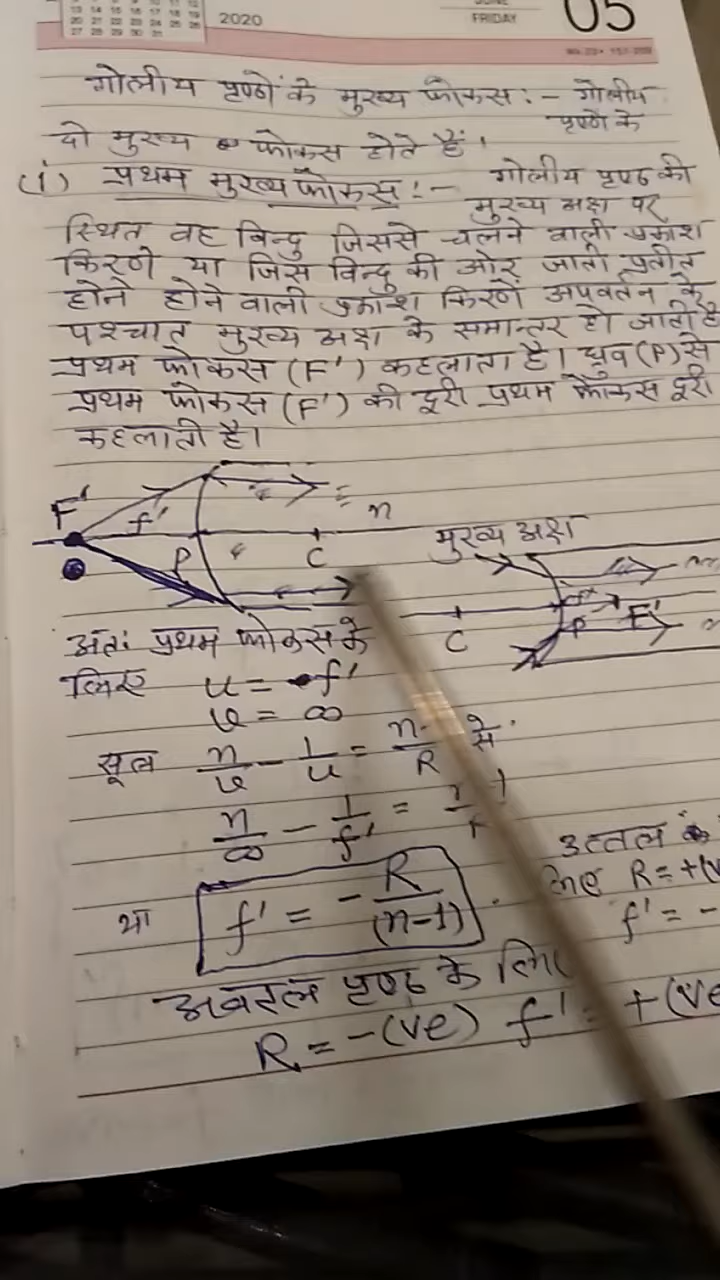 2020
FRIDAY
05
गोलीय पृष्ठों के मुख्य फोकस :- गोलीय
पृष्ठों के
दो मुख्य फोकस होते हैं।
(i) प्रथम मुख्य फोकस :- गोलीय पृष्ठ की
मुख्य अक्ष पर
स्थित वह बिन्दु जिससे चलने वाली प्रकाश
किरणें या जिस बिन्दु की ओर जाती प्रतीत
होने होने वाली प्रकाश किरणें अपवर्तन के
पश्चात मुख्य अक्ष के समान्तर हो जाती है
प्रथम फोकस (F') कहलाता है। ध्रुव (P) से
प्रथम फोकस (F') की दूरी प्रथम फोकस दूरी
कहलाती है।
F' f' P C n
मुख्य अक्ष
C P F'
अतः प्रथम फोकस के
लिए u = f'
v = ∞
सूत्र n/v - 1/u = n- /R से
n/∞ - 1/f' =
उत्तल के
लिए R = +(v
या f' = - R/(n-1)
f' = -
अवतल पृष्ठ के लिए
R = -(ve) f' = +(ve